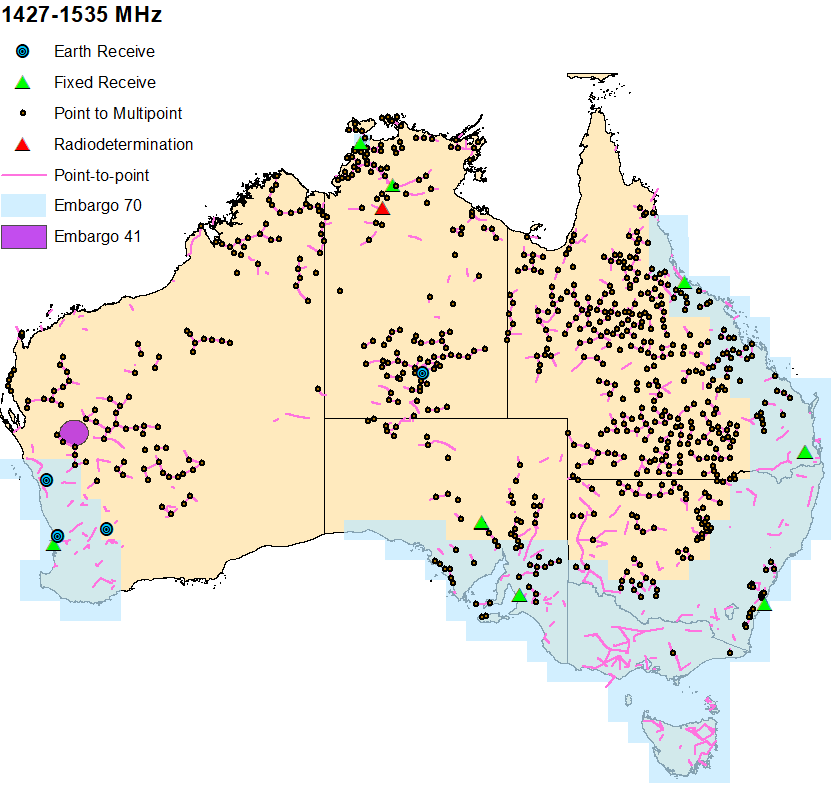 1427-1535 MHz
Earth Receive
Fixed Receive
Point to Multipoint
Radiodetermination
Point-to-point
Embargo 70
Embargo 41